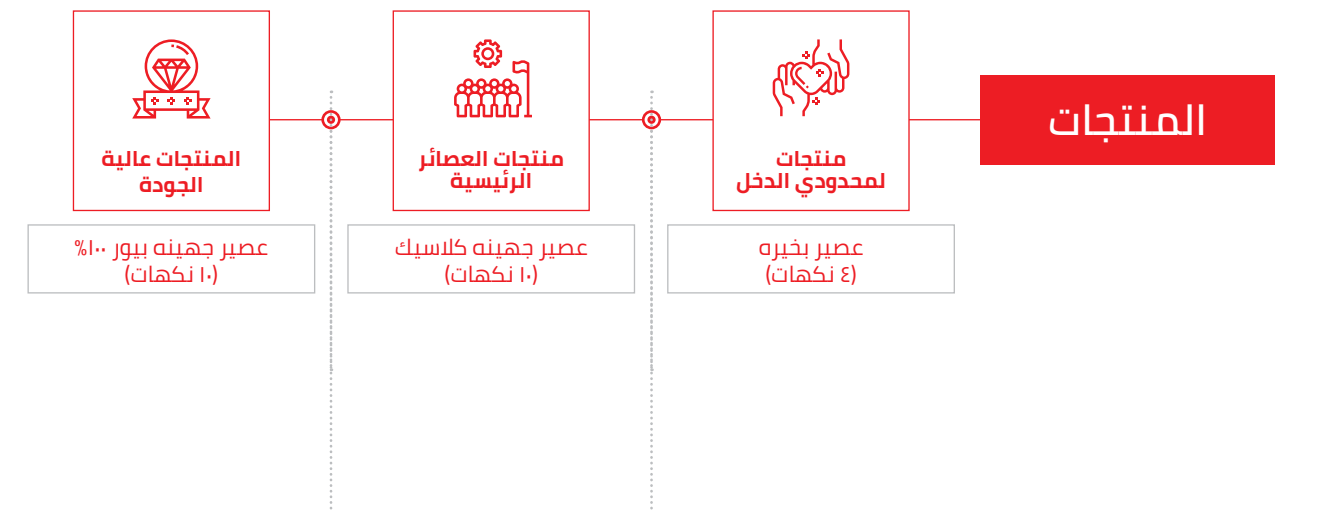 المنتجات
منتجات
لمحدودي الدخل
عصير بخيره
(٤ نكهات)
منتجات العصائر
الرئيسية
عصير جهينه كلاسيك
(١٠ نكهات)
المنتجات عالية
الجودة
عصير جهينه بيور ١٠٠%
(١٠ نكهات)